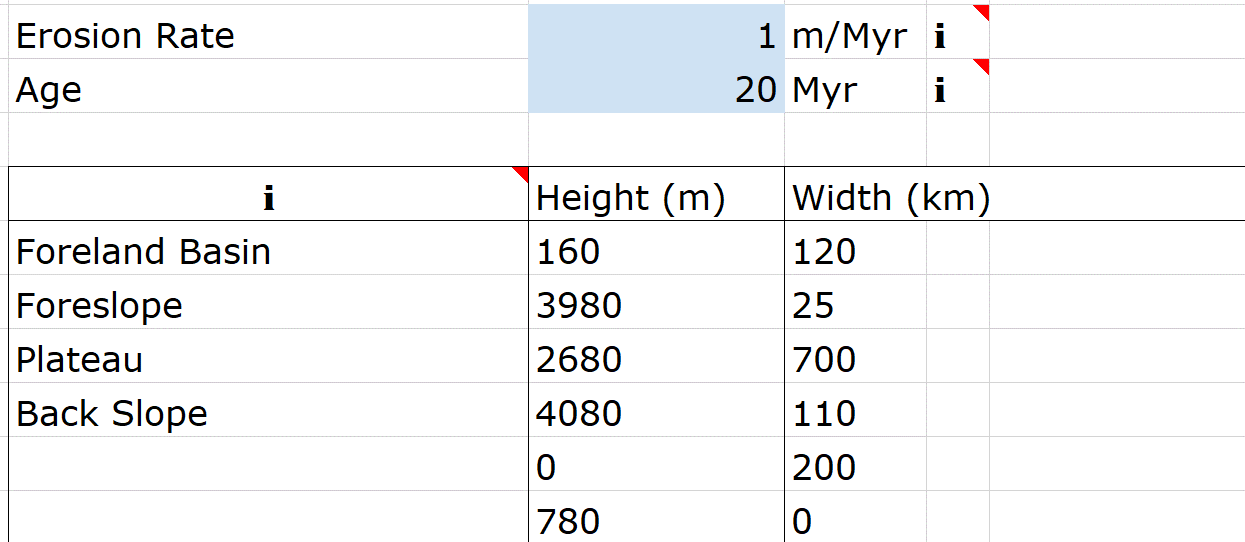 Erosion Rate 1 m/Myr i
Age 20 Myr i
i Height (m) Width (km)
Foreland Basin 160 120
Foreslope 3980 25
Plateau 2680 700
Back Slope 4080 110
0 200
780 0